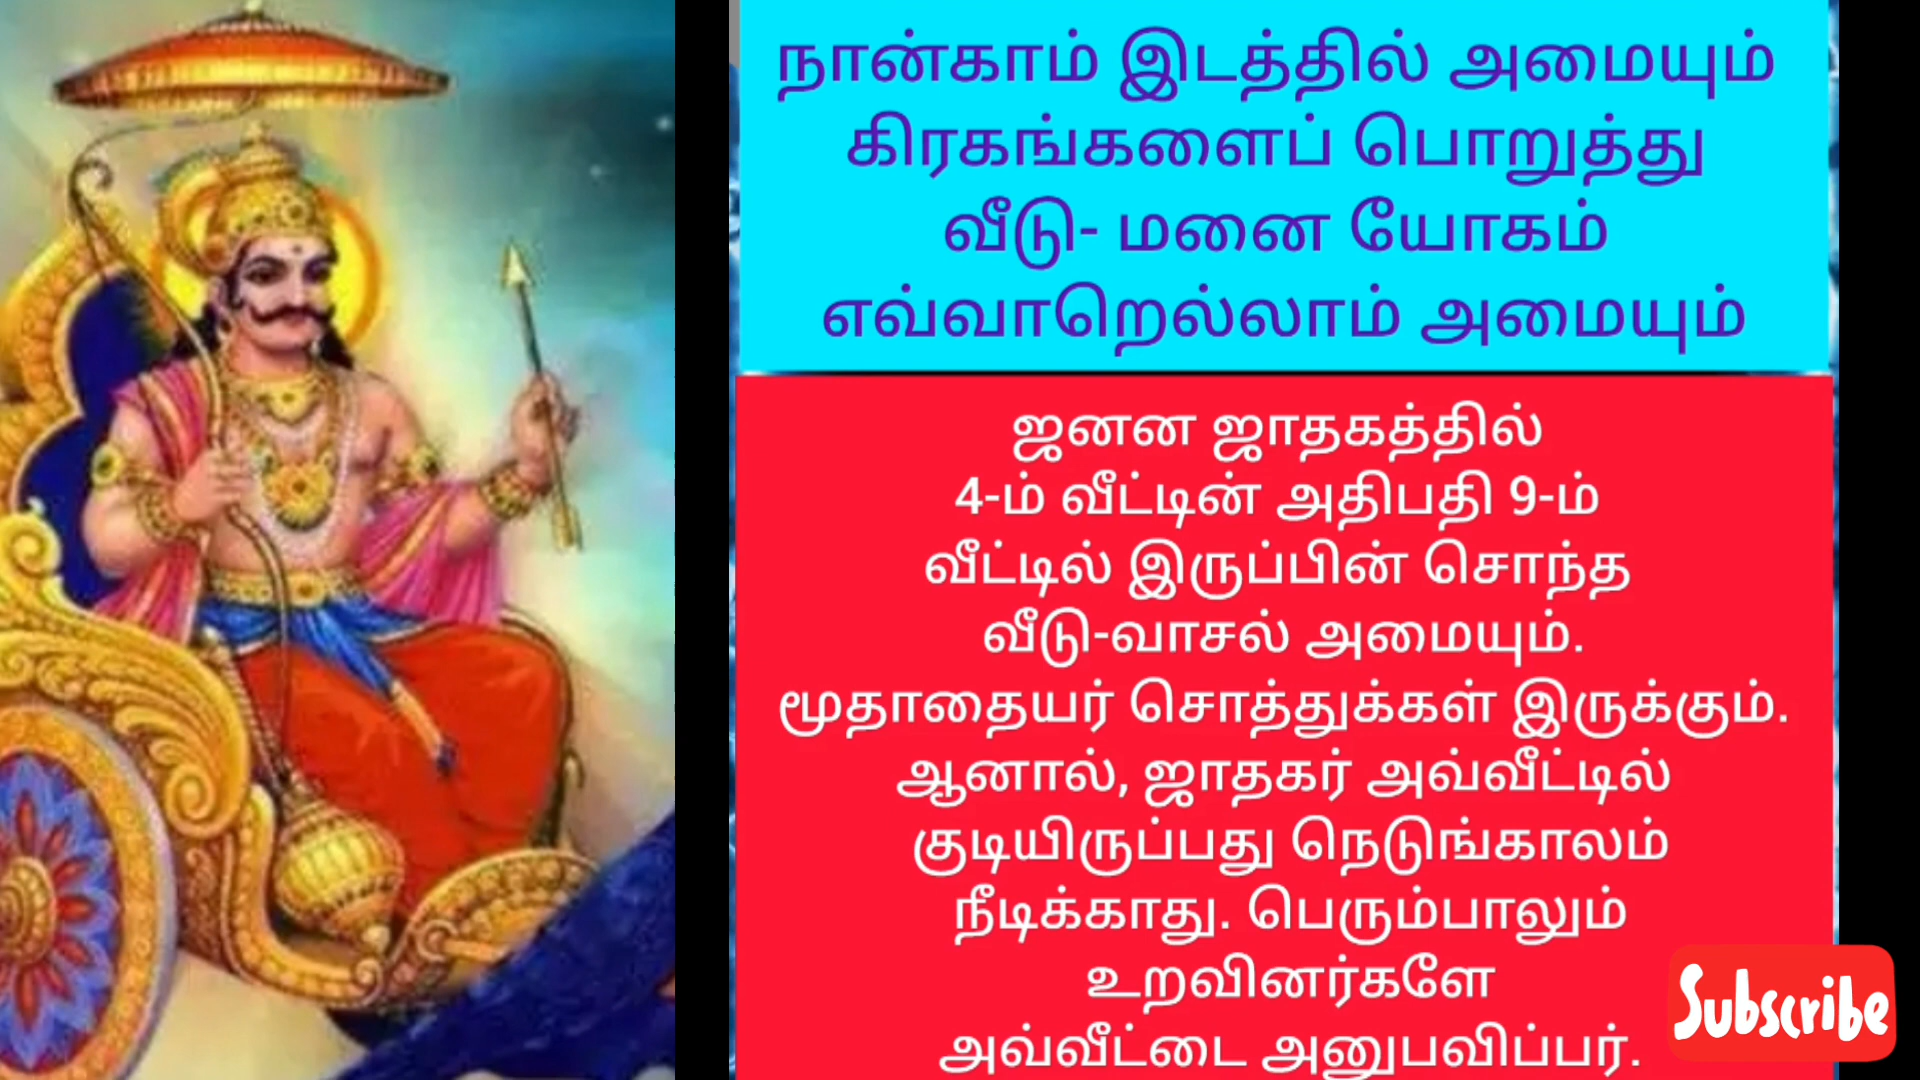 நான்காம் இடத்தில் அமையும்
கிரகங்களைப் பொறுத்து
வீடு- மனை யோகம்
எவ்வாறெல்லாம் அமையும்
ஜனன ஜாதகத்தில்
4-ம் வீட்டின் அதிபதி 9-ம்
வீட்டில் இருப்பின் சொந்த
வீடு-வாசல் அமையும்.
மூதாதையர் சொத்துக்கள் இருக்கும்.
ஆனால், ஜாதகர் அவ்வீட்டில்
குடியிருப்பது நெடுங்காலம்
நீடிக்காது. பெரும்பாலும்
உறவினர்களே
அவ்வீட்டை அனுபவிப்பர்.
Subscribe